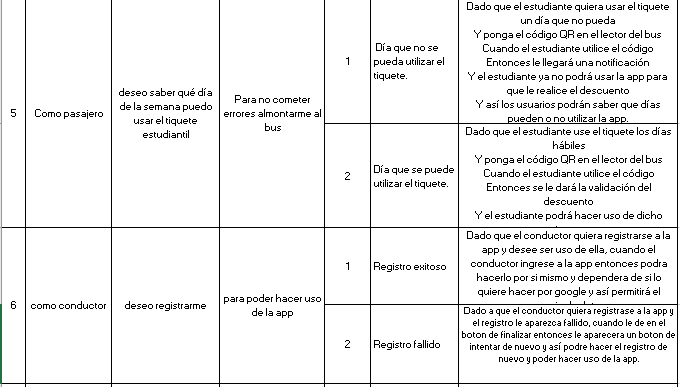 5
Como pasajero
deseo saber qué día
de la semana puedo
usar el tiquete
estudiantil
Para no cometer
errores almontarme al
bus
1
Día que no se
pueda utilizar el
tiquete.
Dado que el estudiante quiera usar el tiquete
un día que no pueda
Y ponga el código QR en el lector del bus
Cuando el estudiante utilice el código
Entonces le llegará una notificación
Y el estudiante ya no podrá usar la app para
que le realice el descuento
Y así los usuarios podrán saber que días
pueden o no utilizar la app.
2
Día que se puede
utilizar el tiquete.
Dado que el estudiante use el tiquete los días
hábiles
Y ponga el código QR en el lector del bus
Cuando el estudiante utilice el código
Entonces se le dará la validación del
descuento
Y el estudiante podrá hacer uso de dicho
6
como conductor
deseo registrarme
para poder hacer uso
de la app
1
Registro exitoso
Dado que el conductor quiera registrarse a la
app y desee ser uso de ella, cuando el
conductor ingrese a la app entonces podra
hacerlo por si mismo y dependera de si lo
quiere hacer por google y así permitirá el
2
Registro fallido
Dado a que el conductor quiera registrase a la app y
el registro le aparezca fallido, cuando le de en el
boton de finalizar entonces le aparecera un boton de
intentar de nuevo y así podre hacer el registro de
nuevo y poder hacer uso de la app.